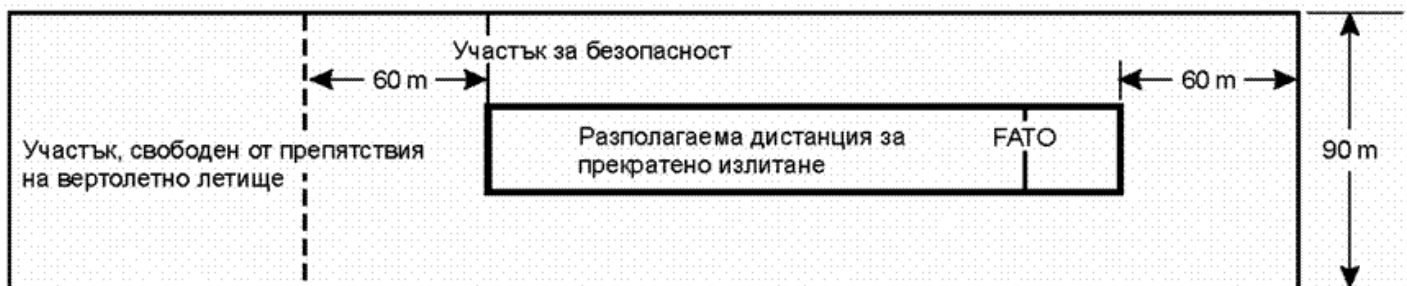 Участък за безопасност
60 m
60 m
Участък, свободен от препятствия
на вертолетно летище
Разполагаема дистанция за
прекратено излитане
FATO
90 m